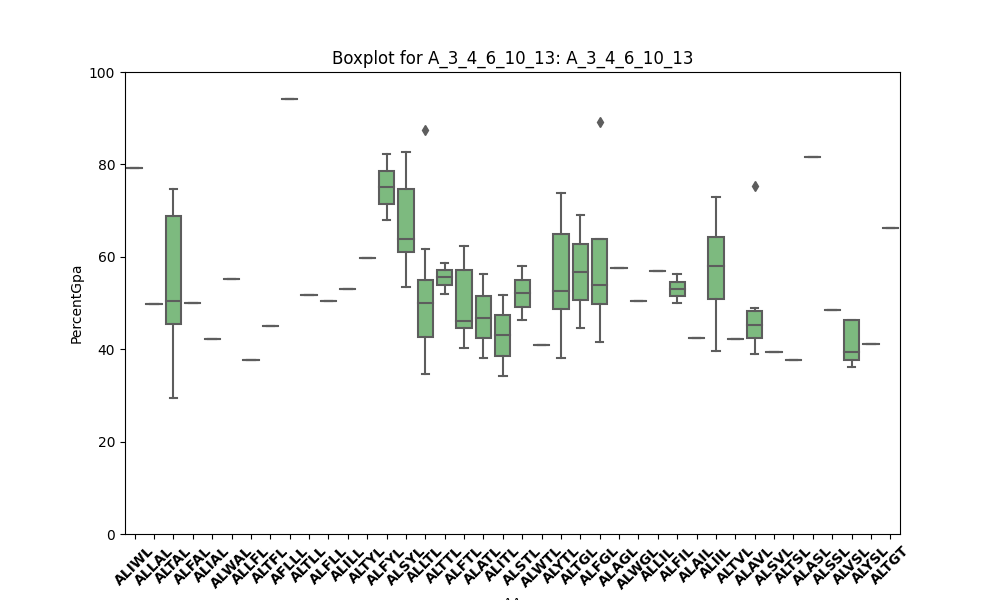 Boxplot for A_3_4_6_10_13: A_3_4_6_10_13
PercentGpa
100
80
60
40
20
0
ALIWL
ALLAL
ALTAL
ALFAL
ALIAL
ALWAL
ALLFL
ALTFL
AFLLL
ALTLL
ALFLL
ALILL
ALTYL
ALFYL
ALSYL
ALLTL
ALTTL
ALFTL
ALATL
ALITL
ALSTL
ALWTL
ALYTL
ALTGL
ALFGL
ALAGL
ALWGL
ALLIL
ALFIL
ALAIL
ALIIL
ALTVL
ALAVL
ALSVL
ALTSL
ALASL
ALSSL
ALVSL
ALYSL
ALTGT